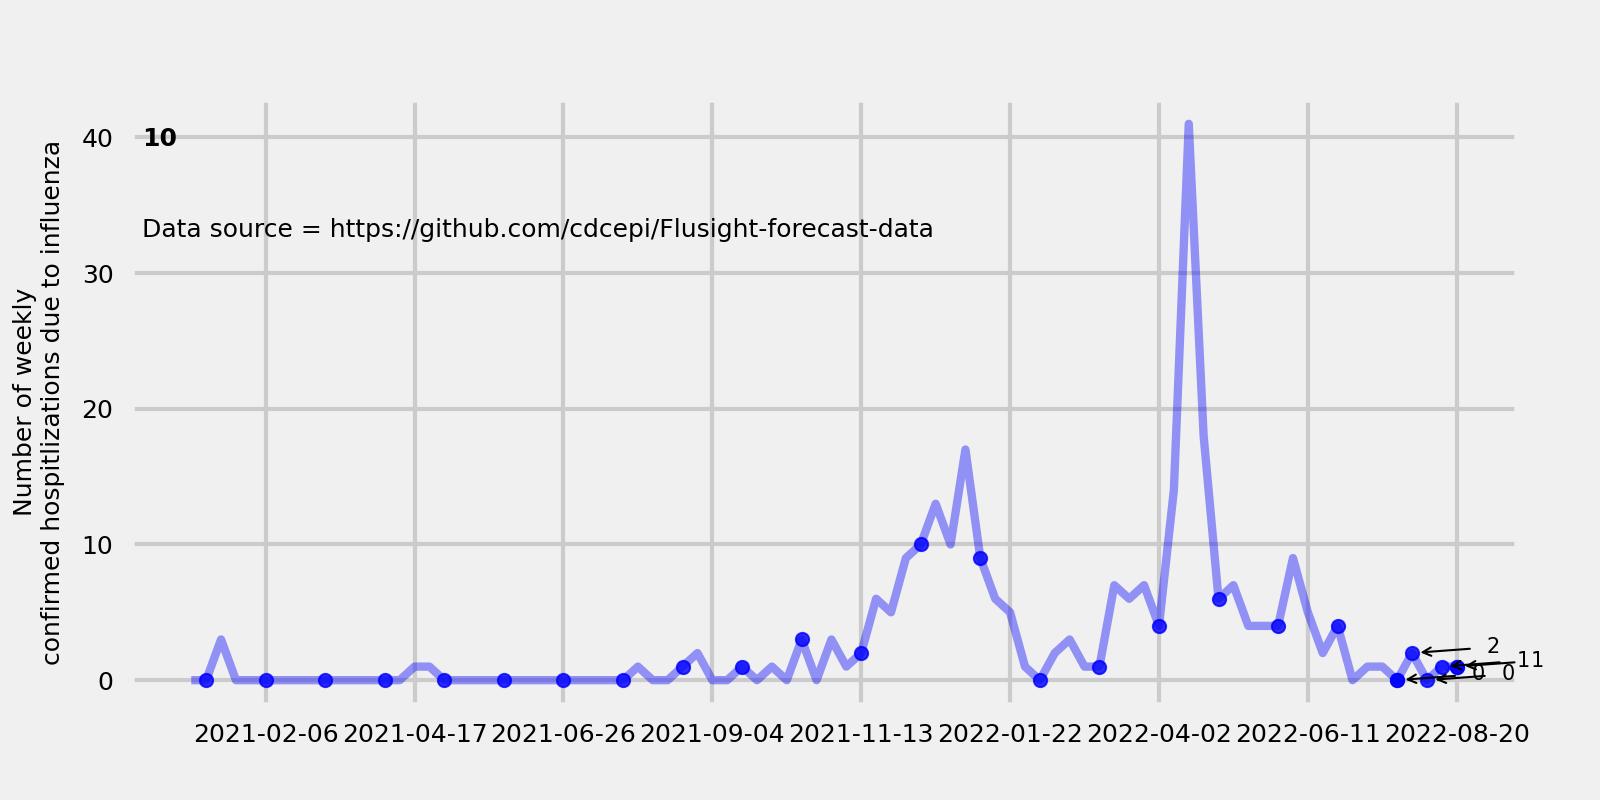 Number of weekly
confirmed hospitlizations due to influenza
40
10
Data source = https://github.com/cdcepi/Flusight-forecast-data
30
20
10
0
2
11
0 0
2021-02-06 2021-04-17 2021-06-26 2021-09-04 2021-11-13 2022-01-22 2022-04-02 2022-06-11 2022-08-20